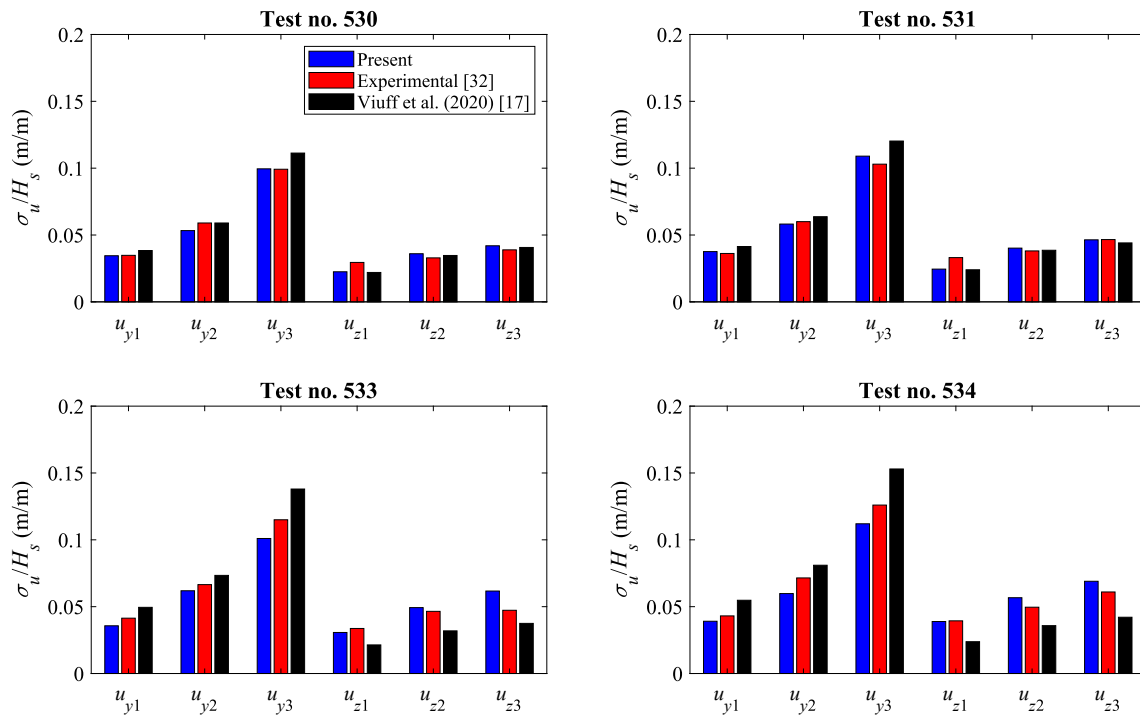 Test no. 530
0.2
0.15
0.1
0.05
0
σu/Hs (m/m)
Present
Experimental [32]
Viuff et al. (2020) [17]
uy1 uy2 uy3 uz1 uz2 uz3
Test no. 531
0.2
0.15
0.1
0.05
0
σu/Hs (m/m)
uy1 uy2 uy3 uz1 uz2 uz3
Test no. 533
0.2
0.15
0.1
0.05
0
σu/Hs (m/m)
uy1 uy2 uy3 uz1 uz2 uz3
Test no. 534
0.2
0.15
0.1
0.05
0
σu/Hs (m/m)
uy1 uy2 uy3 uz1 uz2 uz3